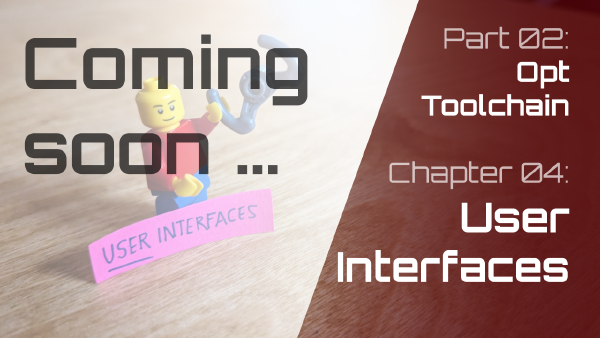 Coming
soon ...
USER INTERFACES
Part 02:
Opt
Toolchain
Chapter 04:
User
Interfaces